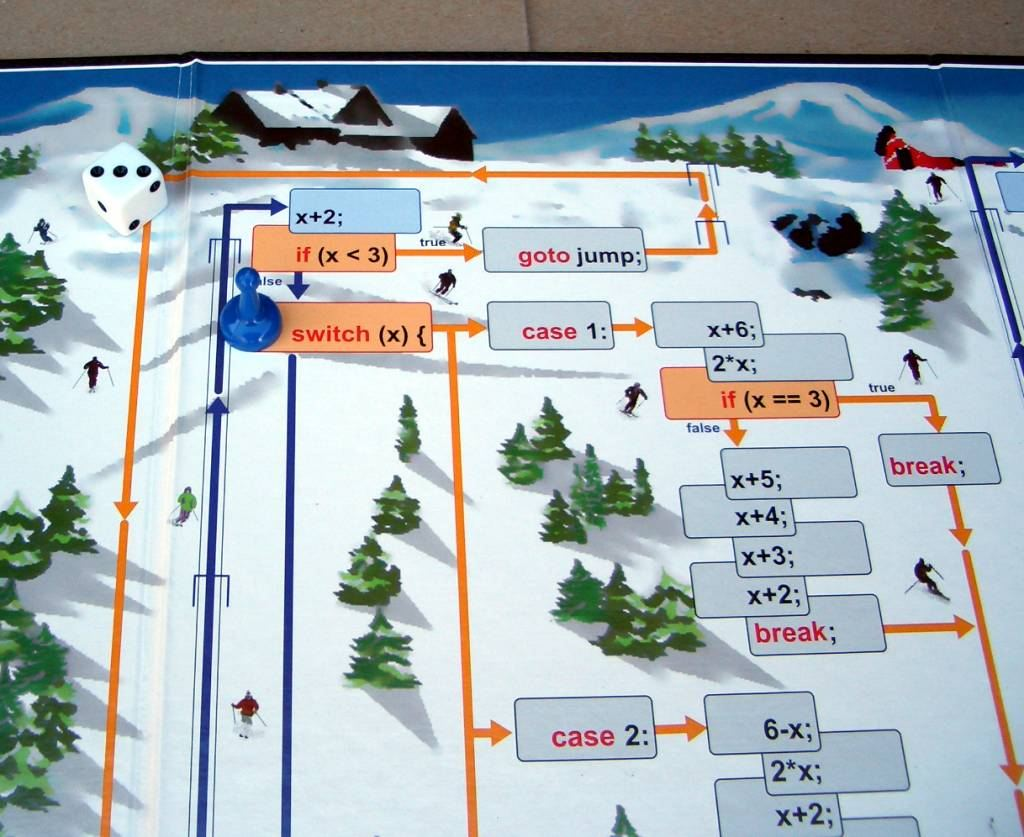 x+2;
if (x < 3)
true
goto jump;
switch (x) {
case 1:
x+6;
2*x;
if (x == 3)
true
false
break;
x+5;
x+4;
x+3;
x+2;
break;
case 2:
6-x;
2*x;
x+2;